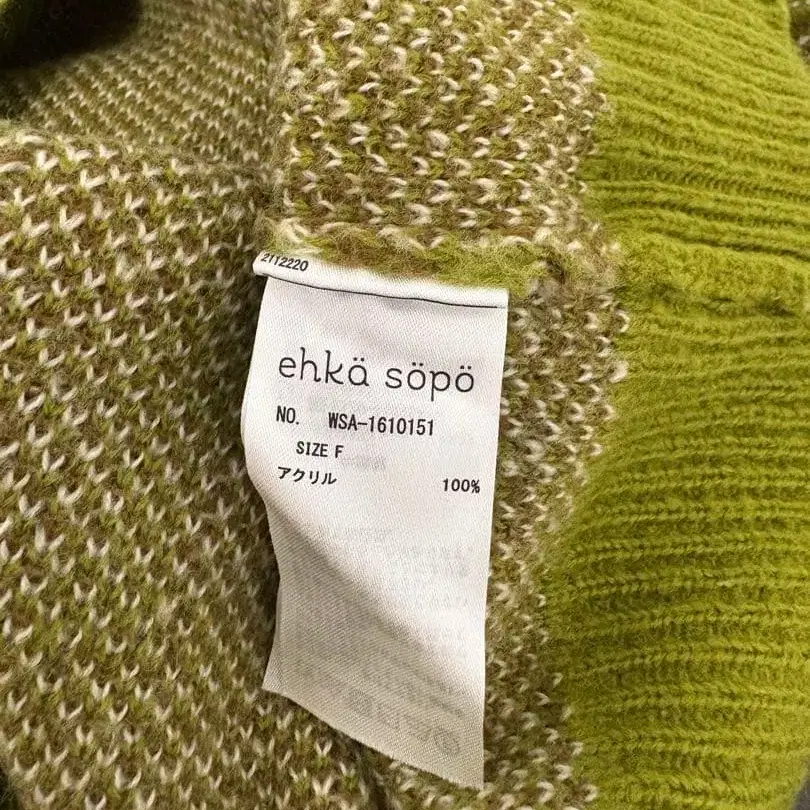 2112220
ehkä söpö
NO. WSA-1610151
SIZE F
アクリル 100%